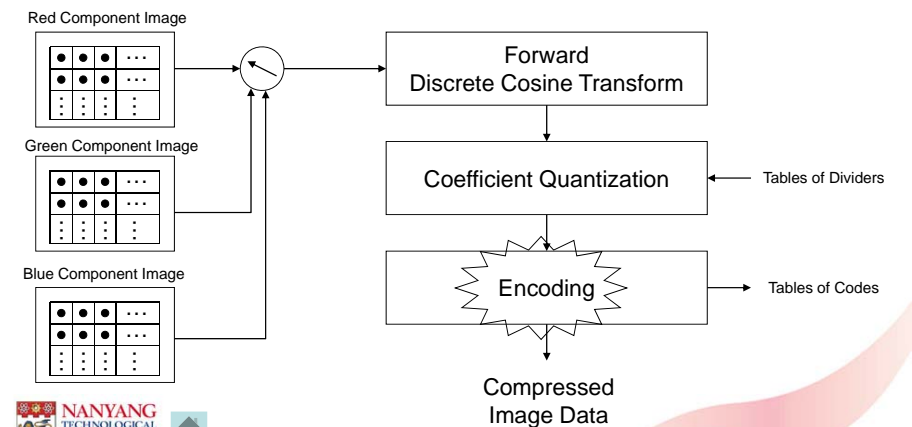 Red Component Image
Green Component Image
Blue Component Image
Forward
Discrete Cosine Transform
Coefficient Quantization
Tables of Dividers
Encoding
Tables of Codes
Compressed
Image Data
NANYANG
TECHNOLOGICAL